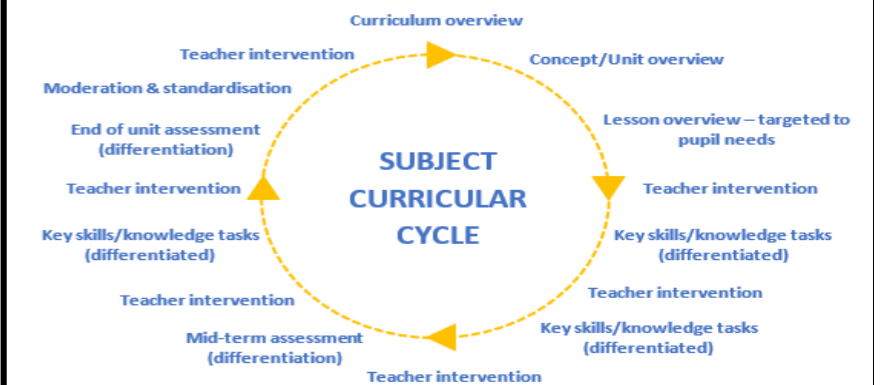 Curriculum overview
Concept/Unit overview
Lesson overview – targeted to
pupil needs
Teacher intervention
Key skills/knowledge tasks
(differentiated)
Teacher intervention
Key skills/knowledge tasks
(differentiated)
Teacher intervention
Mid-term assessment
(differentiation)
Teacher intervention
Key skills/knowledge tasks
(differentiated)
Teacher intervention
End of unit assessment
(differentiation)
Moderation & standardisation
Teacher intervention
SUBJECT
CURRICULAR
CYCLE